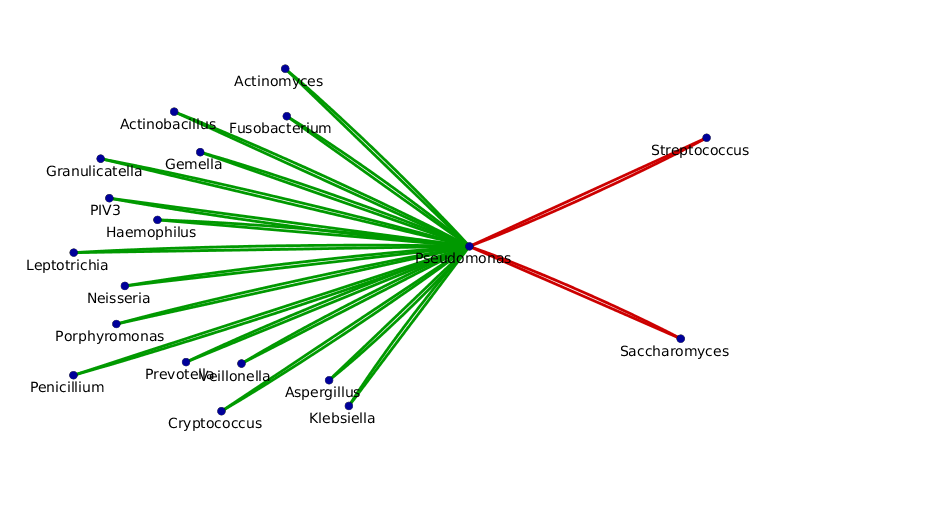 Actinomyces
Actinobacillus
Fusobacterium
Streptococcus
Gemella
Granulicatella
PIV3
Haemophilus
Pseudomonas
Leptotrichia
Neisseria
Porphyromonas
Saccharomyces
Prevotella
Veillonella
Penicillium
Aspergillus
Klebsiella
Cryptococcus